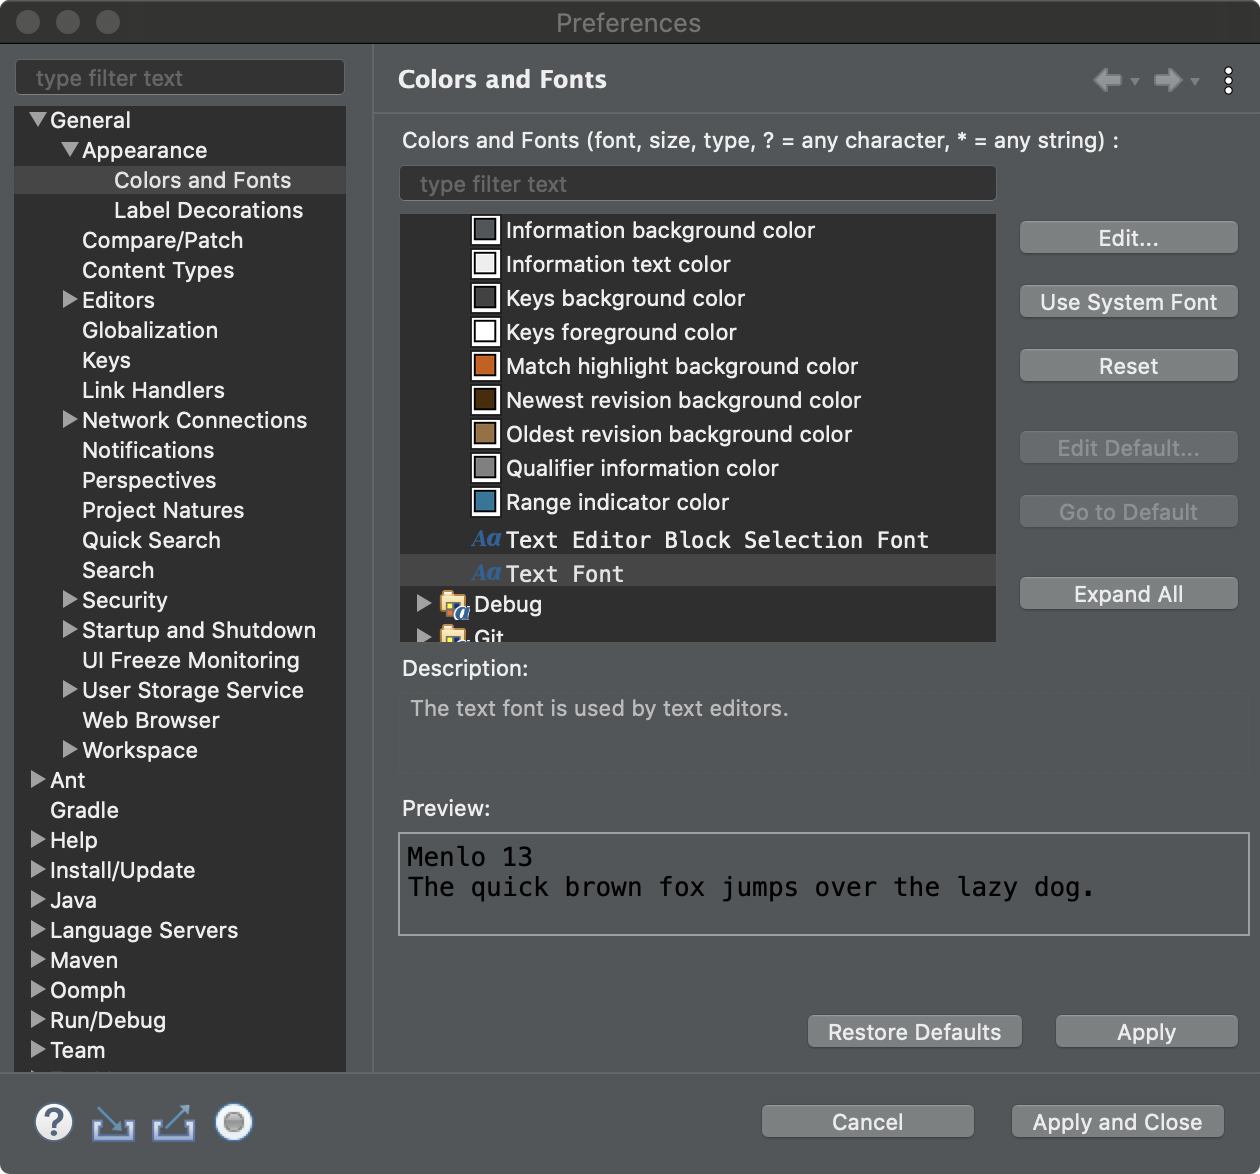 Preferences
type filter text
General
Appearance
Colors and Fonts
Label Decorations
Compare/Patch
Content Types
Editors
Globalization
Keys
Link Handlers
Network Connections
Notifications
Perspectives
Project Natures
Quick Search
Search
Security
Startup and Shutdown
UI Freeze Monitoring
User Storage Service
Web Browser
Workspace
Ant
Gradle
Help
Install/Update
Java
Language Servers
Maven
Oomph
Run/Debug
Team
Colors and Fonts
Colors and Fonts (font, size, type, ? = any character, * = any string) :
type filter text
Information background color
Information text color
Keys background color
Keys foreground color
Match highlight background color
Newest revision background color
Oldest revision background color
Qualifier information color
Range indicator color
Aa Text Editor Block Selection Font
Aa Text Font
Debug
Git
Edit...
Use System Font
Reset
Edit Default...
Go to Default
Expand All
Description:
The text font is used by text editors.
Preview:
Menlo 13
The quick brown fox jumps over the lazy dog.
Restore Defaults
Apply
?
Cancel
Apply and Close